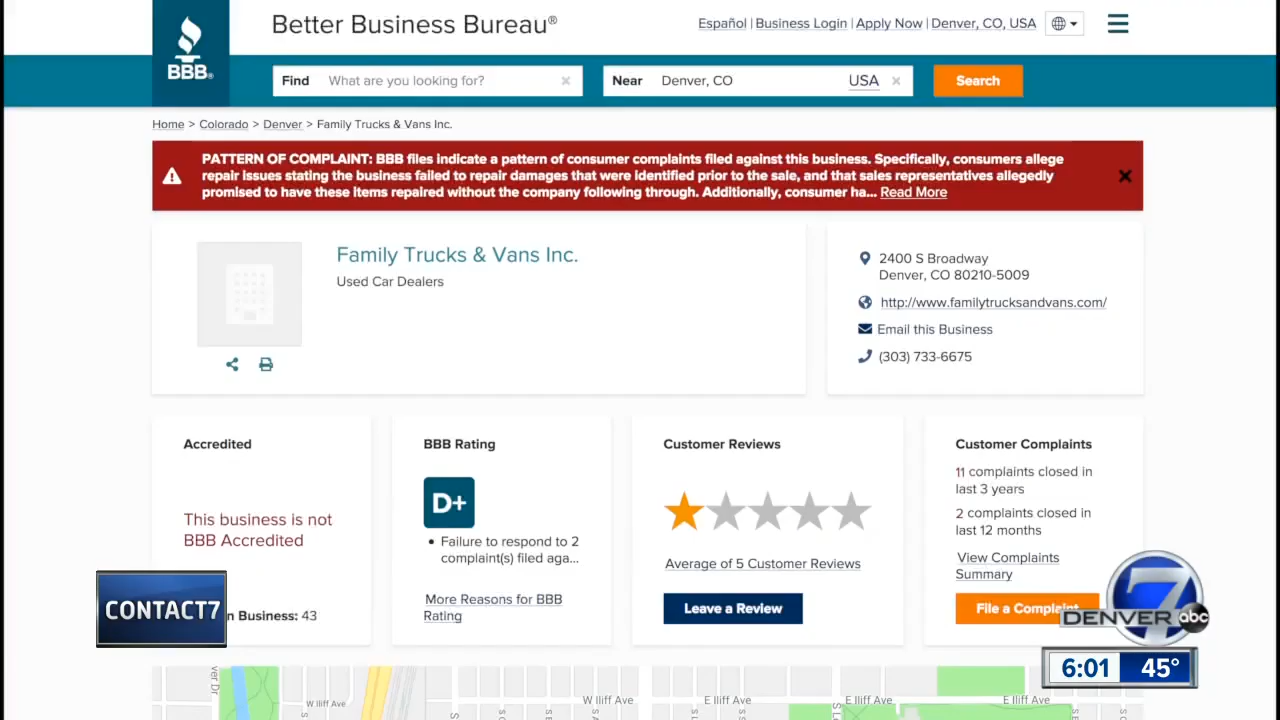 Better Business Bureau®
Español | Business Login | Apply Now | Denver, CO, USA
BBB®
Find What are you looking for? ×
Near Denver, CO USA ×
Search
Home > Colorado > Denver > Family Trucks & Vans Inc.
PATTERN OF COMPLAINT: BBB files indicate a pattern of consumer complaints filed against this business. Specifically, consumers allege
repair issues stating the business failed to repair damages that were identified prior to the sale, and that sales representatives allegedly
promised to have these items repaired without the company following through. Additionally, consumer ha... Read More
Family Trucks & Vans Inc.
Used Car Dealers
2400 S Broadway
Denver, CO 80210-5009
http://www.familytrucksandvans.com/
Email this Business
(303) 733-6675
Accredited
This business is not
BBB Accredited
n Business: 43
BBB Rating
D+
• Failure to respond to 2
complaint(s) filed aga...
More Reasons for BBB
Rating
Customer Reviews
Average of 5 Customer Reviews
Leave a Review
Customer Complaints
11 complaints closed in
last 3 years
2 complaints closed in
last 12 months
View Complaints
Summary
File a Complaint
CONTACT7
7
DENVER abc
6:01 45°
W Iliff Ave
W Iliff Ave
E Iliff Ave
E Iliff Ave
E Iliff Ave